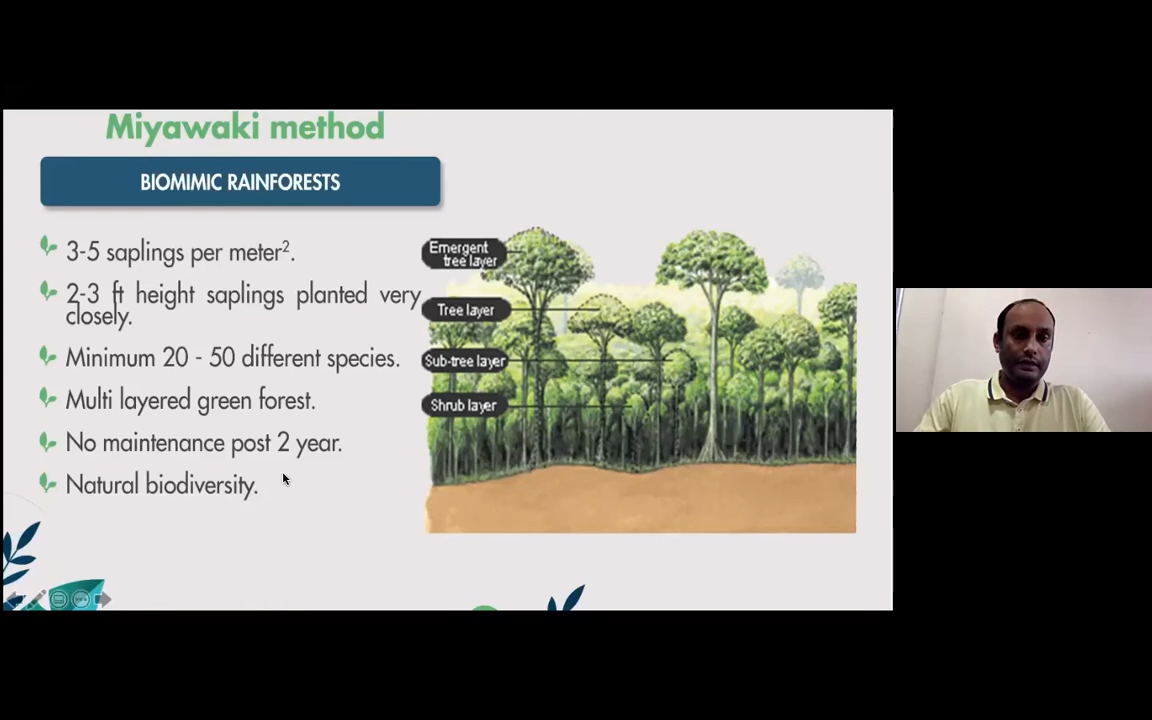 Miyawaki method
BIOMIMIC RAINFORESTS
3-5 saplings per meter².
2-3 ft height saplings planted very
closely.
Minimum 20 - 50 different species.
Multi layered green forest.
No maintenance post 2 year.
Natural biodiversity.
Emergent
tree layer
Tree layer
Sub-tree layer
Shrub layer